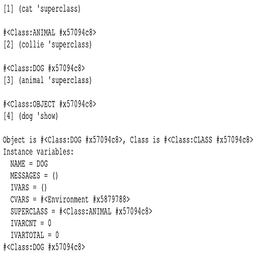 [1] (cat 'superclass)
#<Class:ANIMAL #x57094c8>
[2] (collie 'superclass)
#<Class:DOG #x57094c8>
[3] (animal 'superclass)
#<Class:OBJECT #x57094c8>
[4] (dog 'show)
Object is #<Class:DOG #x57094c8>, Class is #<Class:CLASS #x57094c8>
Instance variables:
NAME = DOG
MESSAGES = ()
IVARS = ()
CVARS = #<Environment #x5879788>
SUPERCLASS = #<Class:ANIMAL #x57094c8>
IVARCNT = 0
IVARTOTAL = 0
#<Class:DOG #x57094c8>